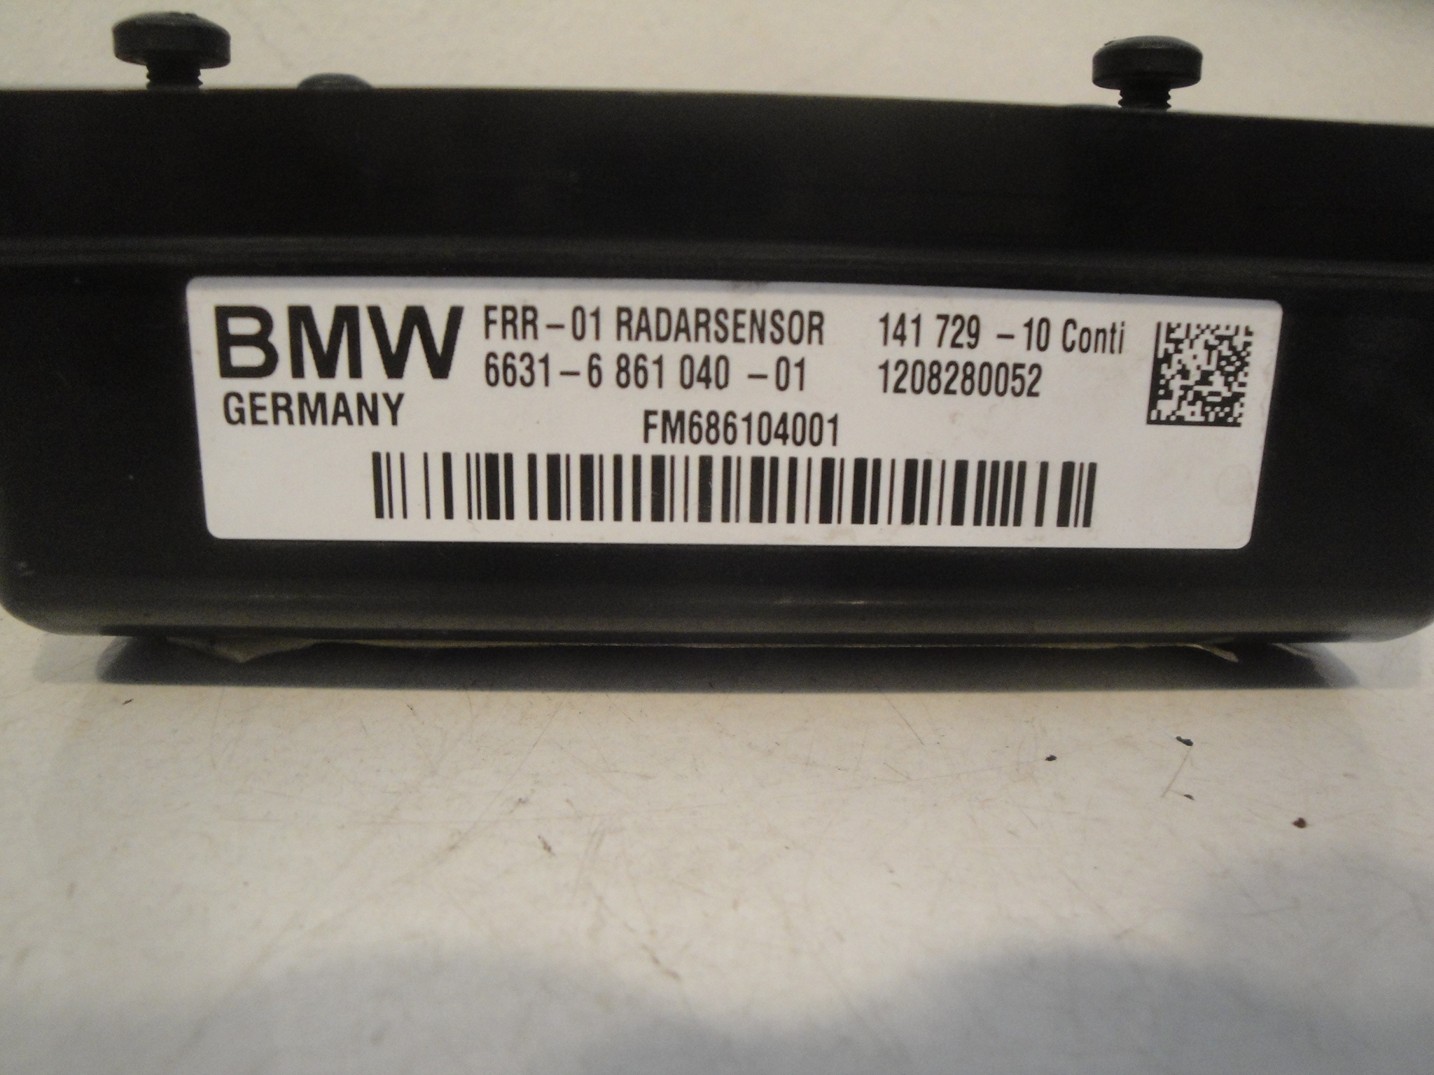 BMW
GERMANY
FRR-01 RADARSENSOR 141 729 -10 Conti
6631-6 861 040 -01 1208280052
FM686104001